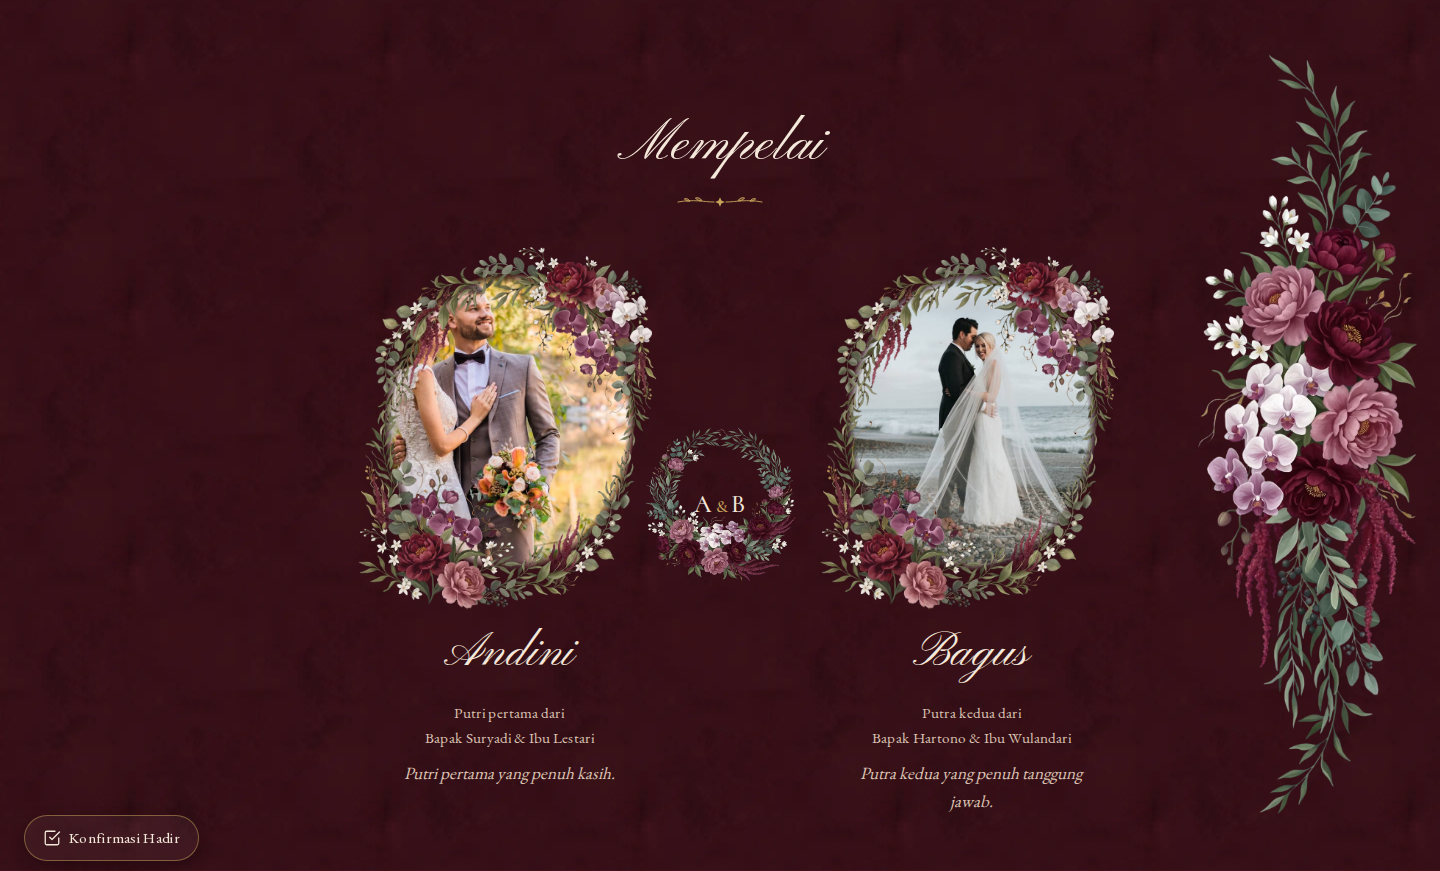 Mempelai
A & B
Andini
Putri pertama dari
Bapak Suryadi & Ibu Lestari
Putri pertama yang penuh kasih.
Bagus
Putra kedua dari
Bapak Hartono & Ibu Wulandari
Putra kedua yang penuh tanggung
jawab.
Konfirmasi Hadir